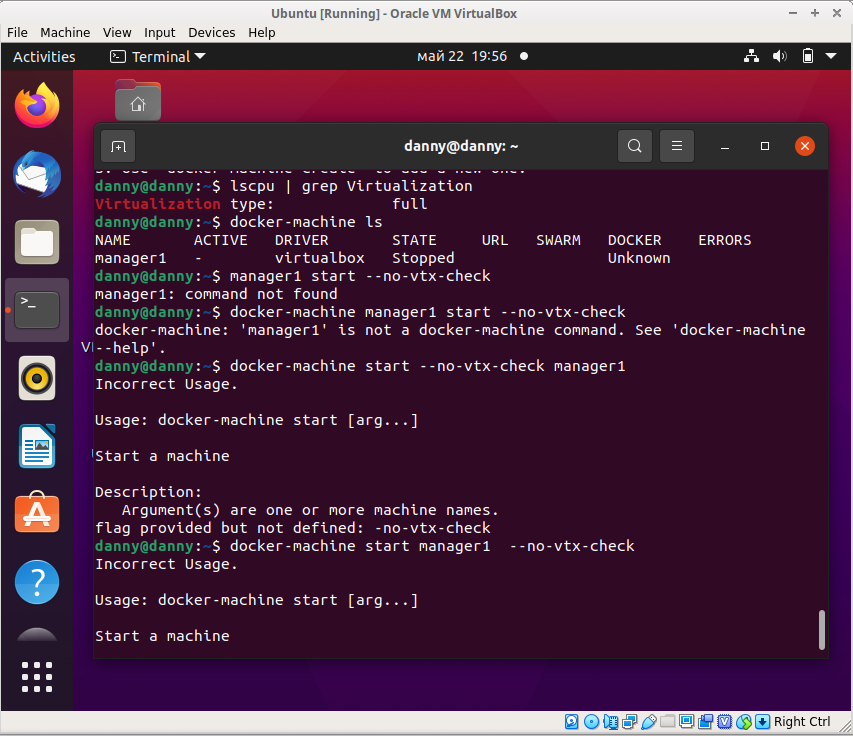 Ubuntu [Running] - Oracle VM VirtualBox
File Machine View Input Devices Help
Activities Terminal май 22 19:56
danny@danny: ~
danny@danny:~$ lscpu | grep Virtualization
Virtualization type: full
danny@danny:~$ docker-machine ls
NAME ACTIVE DRIVER STATE URL SWARM DOCKER ERRORS
manager1 - virtualbox Stopped Unknown
danny@danny:~$ manager1 start --no-vtx-check
manager1: command not found
danny@danny:~$ docker-machine manager1 start --no-vtx-check
docker-machine: 'manager1' is not a docker-machine command. See 'docker-machine
--help'.
danny@danny:~$ docker-machine start --no-vtx-check manager1
Incorrect Usage.
Usage: docker-machine start [arg...]
Start a machine
Description:
Argument(s) are one or more machine names.
flag provided but not defined: -no-vtx-check
danny@danny:~$ docker-machine start manager1  --no-vtx-check
Incorrect Usage.
Usage: docker-machine start [arg...]
Start a machine
Right Ctrl